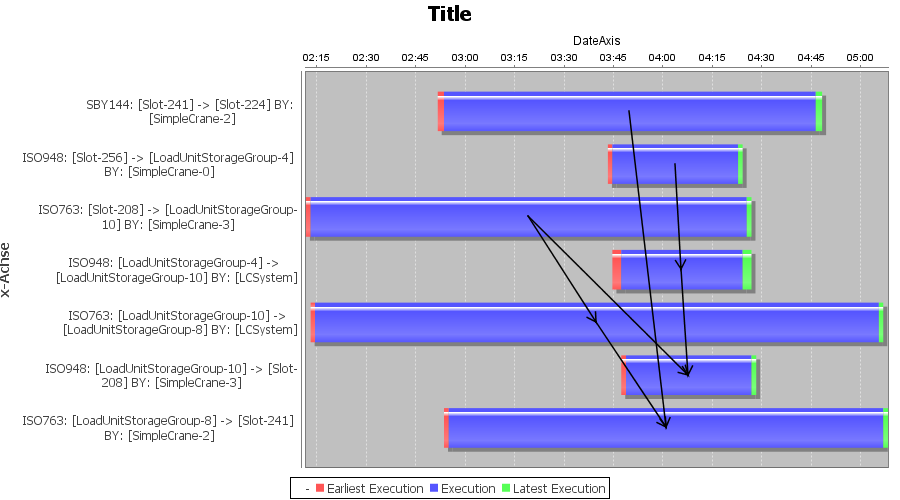 Title
DateAxis
02:15 02:30 02:45 03:00 03:15 03:30 03:45 04:00 04:15 04:30 04:45 05:00
x-Achse
SBY144: [Slot-241] -> [Slot-224] BY:
[SimpleCrane-2]
ISO948: [Slot-256] -> [LoadUnitStorageGroup-4]
BY: [SimpleCrane-0]
ISO763: [Slot-208] -> [LoadUnitStorageGroup-
10] BY: [SimpleCrane-3]
ISO948: [LoadUnitStorageGroup-4] ->
[LoadUnitStorageGroup-10] BY: [LCSystem]
ISO763: [LoadUnitStorageGroup-10] ->
[LoadUnitStorageGroup-8] BY: [LCSystem]
ISO948: [LoadUnitStorageGroup-10] -> [Slot-
208] BY: [SimpleCrane-3]
ISO763: [LoadUnitStorageGroup-8] -> [Slot-241]
BY: [SimpleCrane-2]
- Earliest Execution Execution Latest Execution